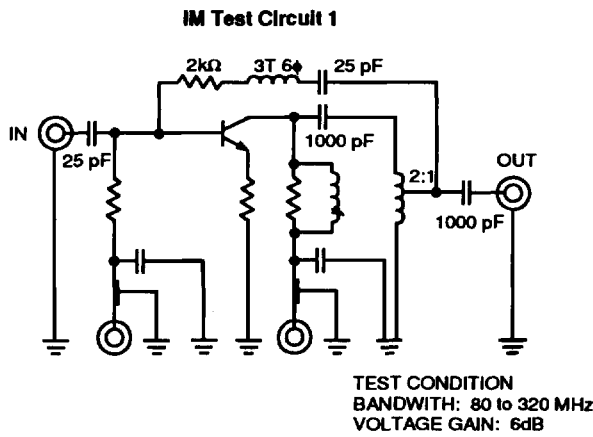 IM Test Circuit 1
2kΩ
3T 6ϕ
25 pF
IN
25 pF
1000 pF
2:1
OUT
1000 pF
TEST CONDITION
BANDWITH: 80 to 320 MHz
VOLTAGE GAIN: 6dB